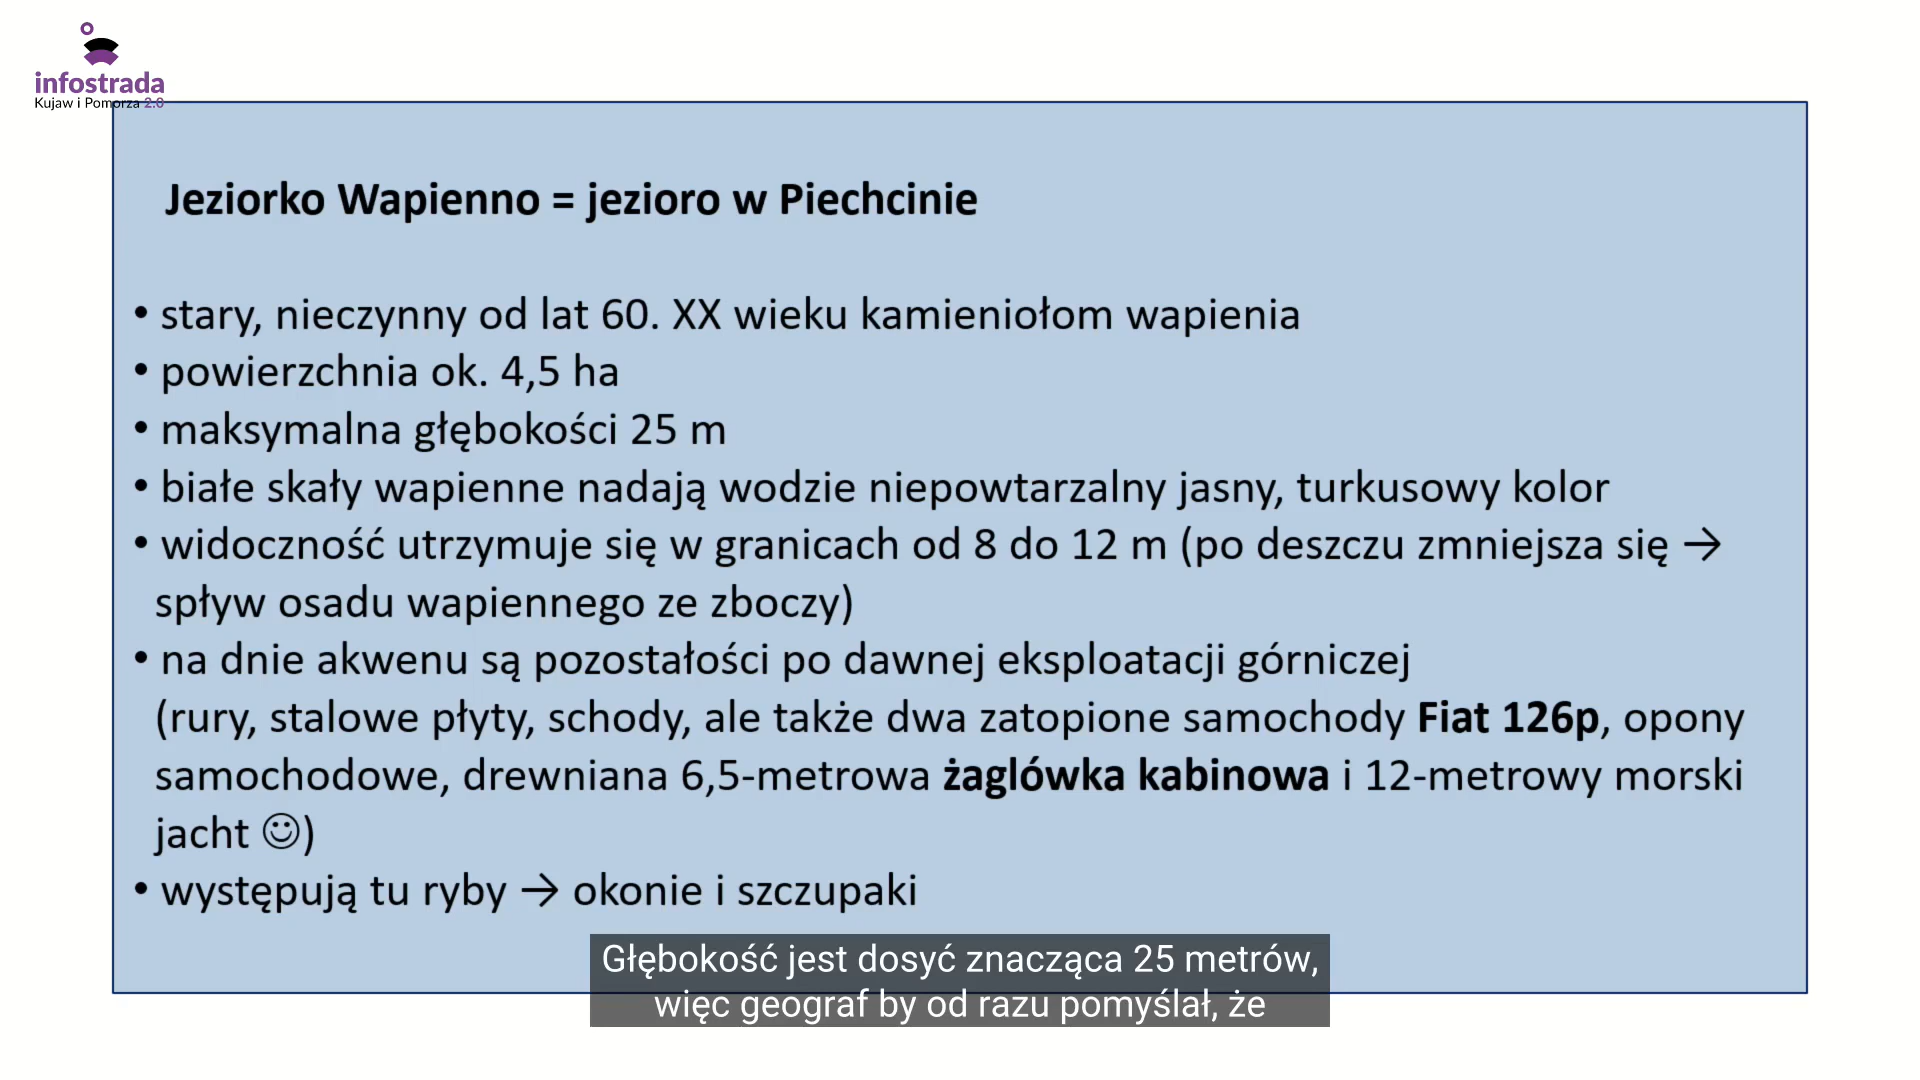 infostrada
Kujaw i Pomorza 2.0
Jeziorko Wapienno = jezioro w Piechcinie
• stary, nieczynny od lat 60. XX wieku kamieniołom wapienia
• powierzchnia ok. 4,5 ha
• maksymalna głębokości 25 m
• białe skały wapienne nadają wodzie niepowtarzalny jasny, turkusowy kolor
• widoczność utrzymuje się w granicach od 8 do 12 m (po deszczu zmniejsza się →
spływ osadu wapiennego ze zboczy)
• na dnie akwenu są pozostałości po dawnej eksploatacji górniczej
(rury, stalowe płyty, schody, ale także dwa zatopione samochody Fiat 126p, opony
samochodowe, drewniana 6,5-metrowa żaglówka kabinowa i 12-metrowy morski
jacht ☺)
• występują tu ryby → okonie i szczupaki
Głębokość jest dosyć znacząca 25 metrów,
więc geograf by od razu pomyślał, że